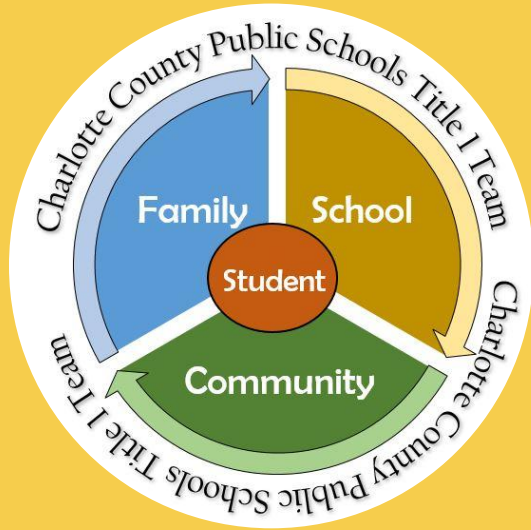 Charlotte County Public Schools Title I Team
Family
School
Student
Community
Charlotte County Public Schools Title I Team